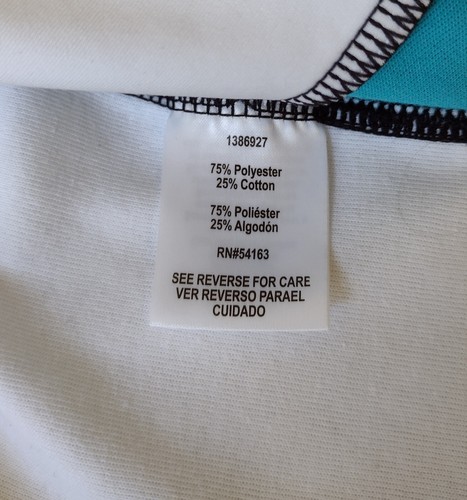 1386927
75% Polyester
25% Cotton
75% Poliéster
25% Algodón
RN#54163
SEE REVERSE FOR CARE
VER REVERSO PARAEL
CUIDADO